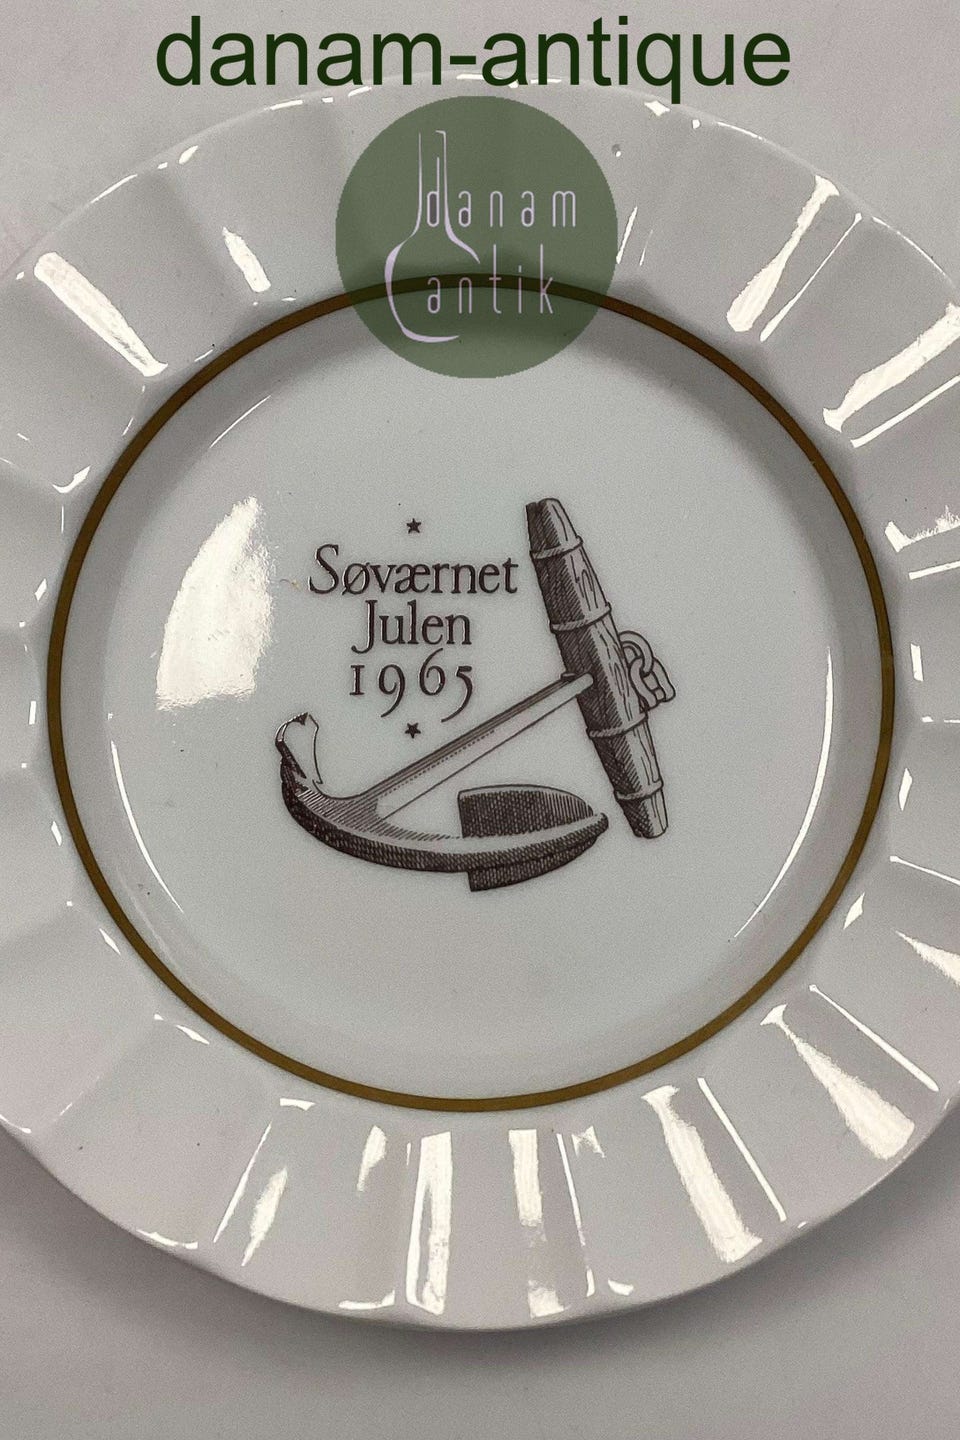 danam-antique
danam
antik
Søværnet
Julen
1965